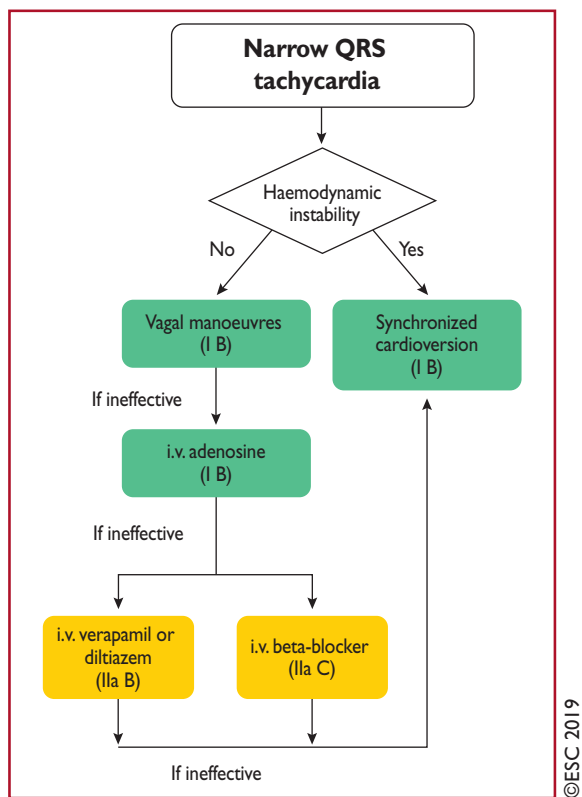 Narrow QRS
tachycardia
Haemodynamic
instability
No
Yes
Vagal manoeuvres
(I B)
Synchronized
cardioversion
(I B)
If ineffective
i.v. adenosine
(I B)
If ineffective
i.v. verapamil or
diltiazem
(IIa B)
i.v. beta-blocker
(IIa C)
If ineffective
©ESC 2019